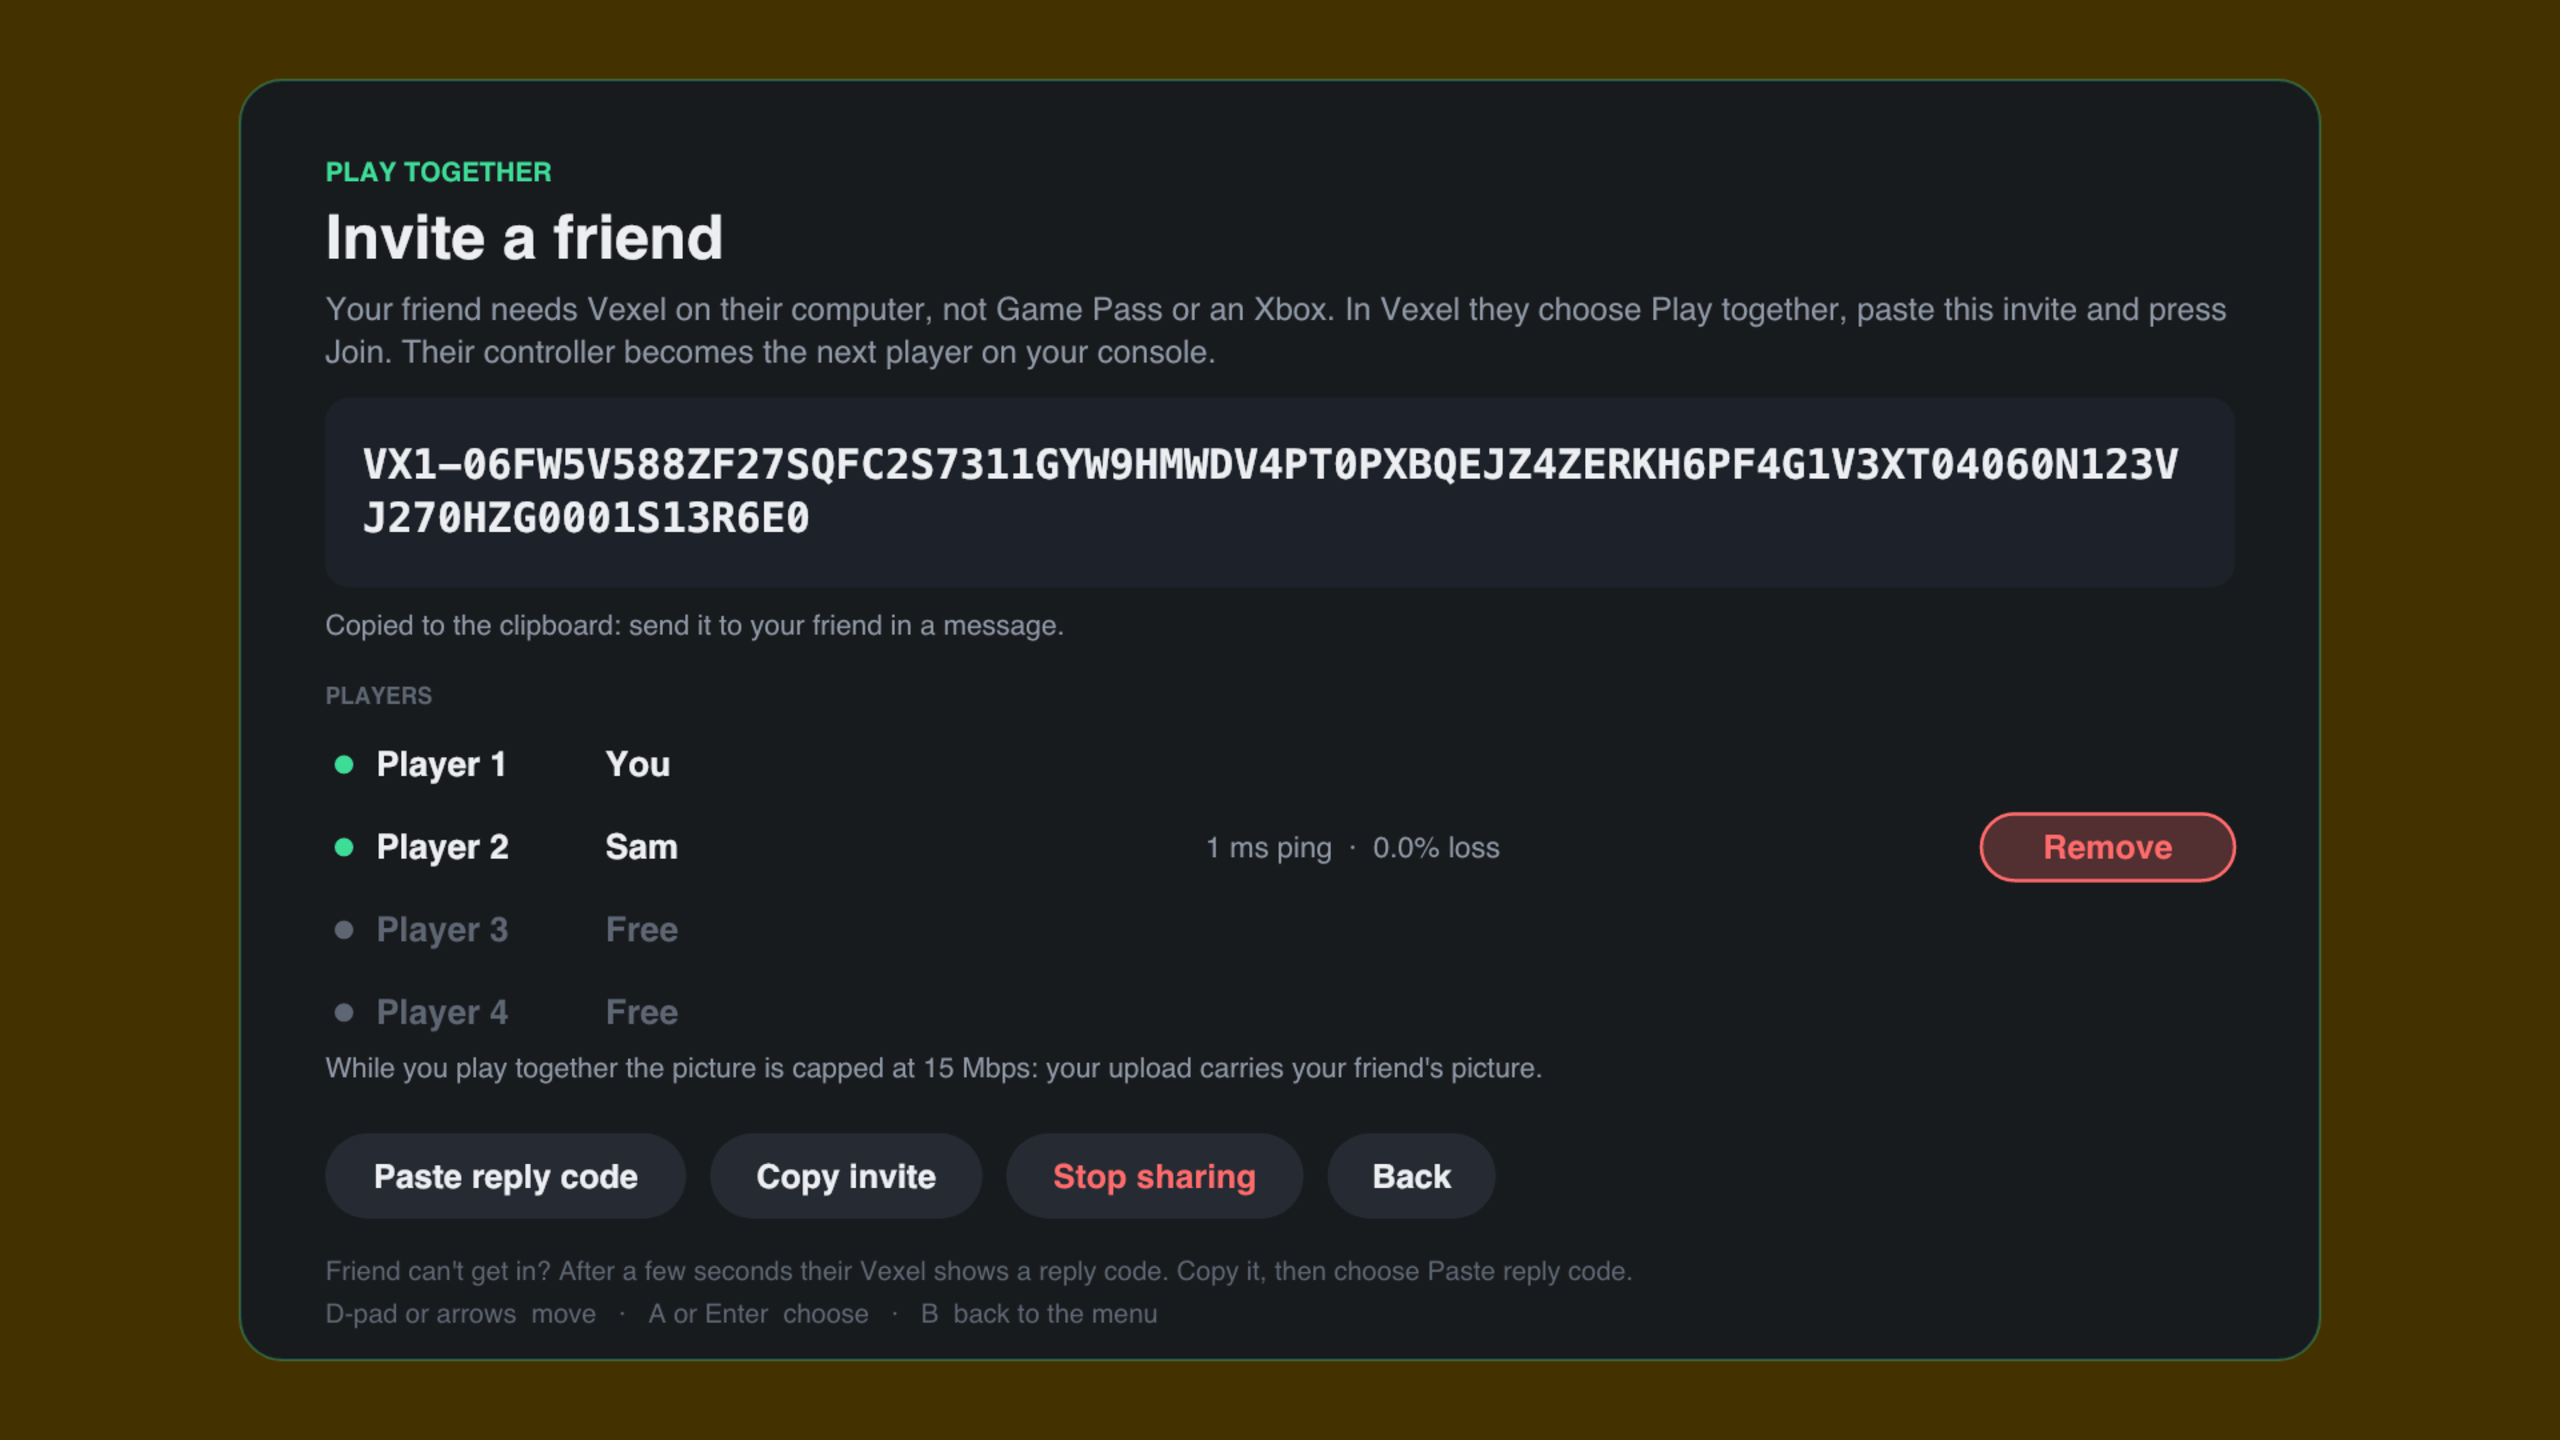 PLAY TOGETHER
Invite a friend
Your friend needs Vexel on their computer, not Game Pass or an Xbox. In Vexel they choose Play together, paste this invite and press
Join. Their controller becomes the next player on your console.
VX1–06FW5V588ZF27SQFC2S7311GYW9HMWDV4PT0PXBQEJZ4ZERKH6PF4G1V3XT04060N123V
J270HZG0001S13R6E0
Copied to the clipboard: send it to your friend in a message.
PLAYERS
Player 1 You
Player 2 Sam 1 ms ping · 0.0% loss Remove
Player 3 Free
Player 4 Free
While you play together the picture is capped at 15 Mbps: your upload carries your friend's picture.
Paste reply code Copy invite Stop sharing Back
Friend can't get in? After a few seconds their Vexel shows a reply code. Copy it, then choose Paste reply code.
D-pad or arrows move · A or Enter choose · B back to the menu